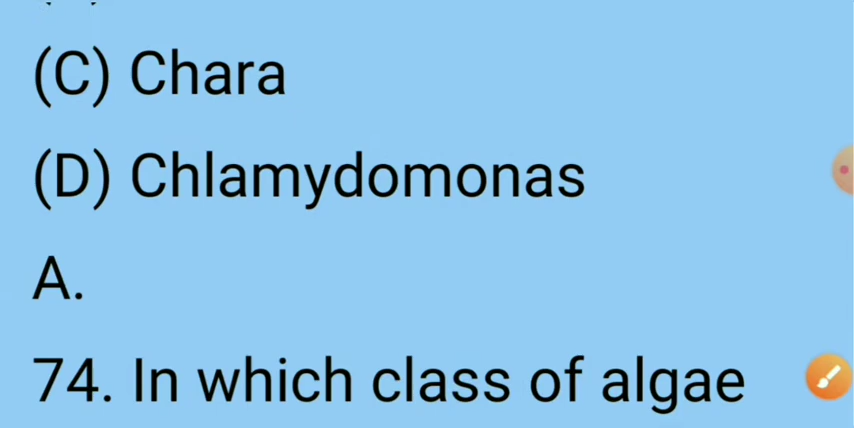 (C) Chara
(D) Chlamydomonas
A.
74. In which class of algae